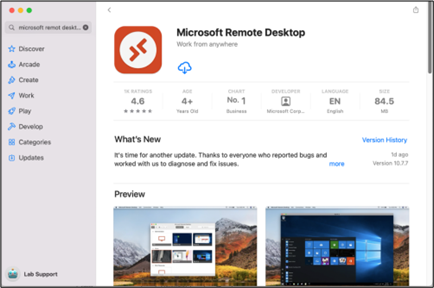 microsoft remot deskt...
Discover
Arcade
Create
Work
Play
Develop
Categories
Updates
Lab Support
Microsoft Remote Desktop
Work from anywhere
1K RATINGS AGE CHART DEVELOPER LANGUAGE SIZE
4.6 4+ No. 1 EN 84.5
Years Old Business Microsoft Corp... English MB
What's New Version History
It's time for another update. Thanks to everyone who reported bugs and 1d ago
worked with us to diagnose and fix issues. more Version 10.7.7
Preview